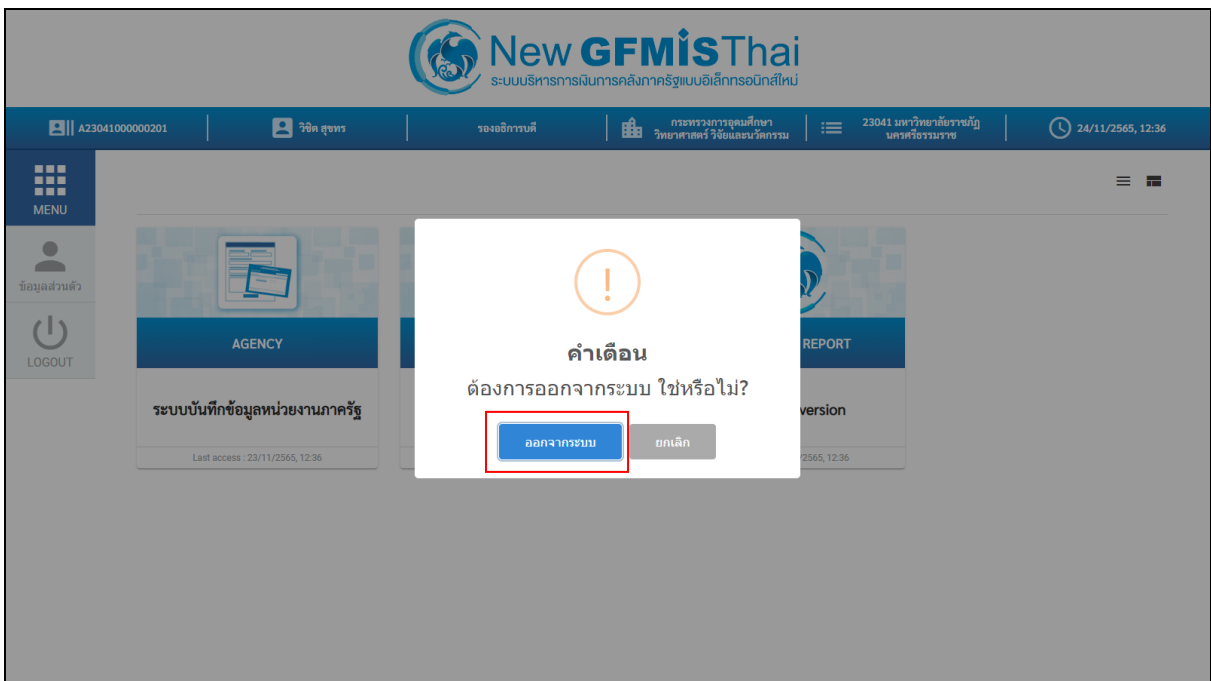 New GFMIS Thai
ระบบบริหารการเงินการคลังภาครัฐแบบอิเล็กทรอนิกส์ใหม่
A23041000000201
วิชิต สุขทร
รองอธิการบดี
กระทรวงการอุดมศึกษา
วิทยาศาสตร์ วิจัยและนวัตกรรม
23041 มหาวิทยาลัยราชภัฏ
นครศรีธรรมราช
24/11/2565, 12:36
MENU
ข้อมูลส่วนตัว
LOGOUT
AGENCY
ระบบบันทึกข้อมูลหน่วยงานภาครัฐ
Last access : 23/11/2565, 12:36
คำเตือน
ต้องการออกจากระบบ ใช่หรือไม่?
ออกจากระบบ
ยกเลิก
REPORT
version
2565, 12:36